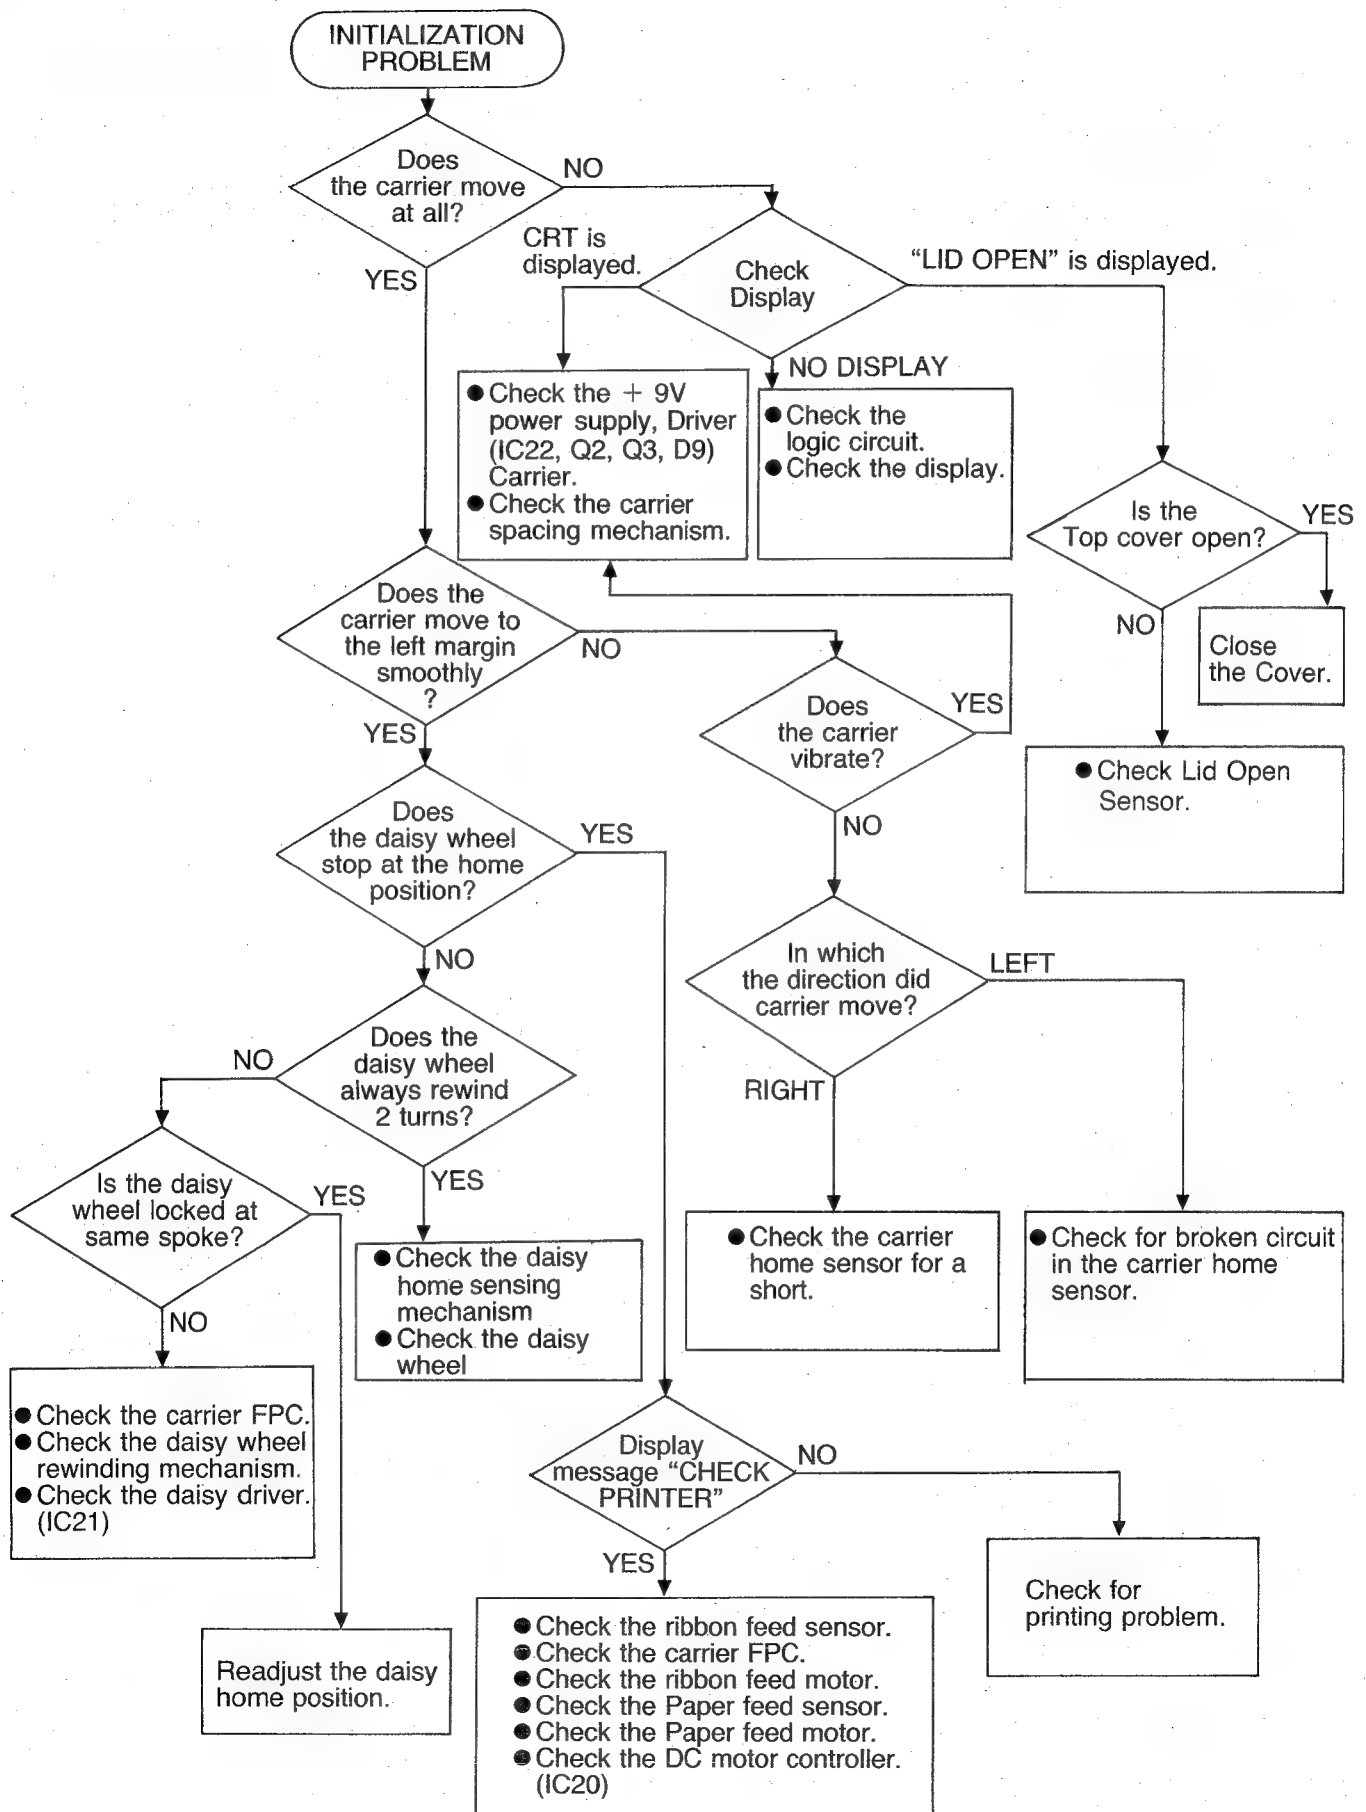 INITIALIZATION
PROBLEM
Does
the carrier move
at all?
NO
YES
CRT is
displayed.
Check
Display
"LID OPEN" is displayed.
NO DISPLAY
● Check the + 9V
power supply, Driver
(IC22, Q2, Q3, D9)
Carrier.
● Check the carrier
spacing mechanism.
● Check the
logic circuit.
● Check the display.
Is the
Top cover open?
YES
NO
Close
the Cover.
● Check Lid Open
Sensor.
Does the
carrier move to
the left margin
smoothly
?
NO
YES
Does
the carrier
vibrate?
YES
NO
Does
the daisy wheel
stop at the home
position?
YES
NO
In which
the direction did
carrier move?
LEFT
RIGHT
Does the
daisy wheel
always rewind
2 turns?
NO
YES
Is the daisy
wheel locked at
same spoke?
YES
NO
● Check the daisy
home sensing
mechanism
● Check the daisy
wheel
● Check the carrier
home sensor for a
short.
● Check for broken circuit
in the carrier home
sensor.
● Check the carrier FPC.
● Check the daisy wheel
rewinding mechanism.
● Check the daisy driver.
(IC21)
Display
message "CHECK
PRINTER"
NO
YES
Check for
printing problem.
Readjust the daisy
home position.
● Check the ribbon feed sensor.
● Check the carrier FPC.
● Check the ribbon feed motor.
● Check the Paper feed sensor.
● Check the Paper feed motor.
● Check the DC motor controller.
(IC20)